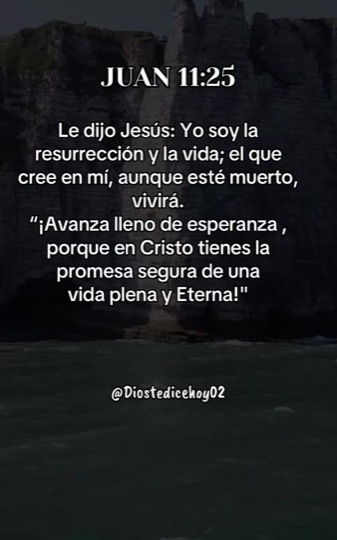 JUAN 11:25
Le dijo Jesús: Yo soy la
resurrección y la vida; el que
cree en mí, aunque esté muerto,
vivirá.
“¡Avanza lleno de esperanza ,
porque en Cristo tienes la
promesa segura de una
vida plena y Eterna!"
@Diostedicehoy02